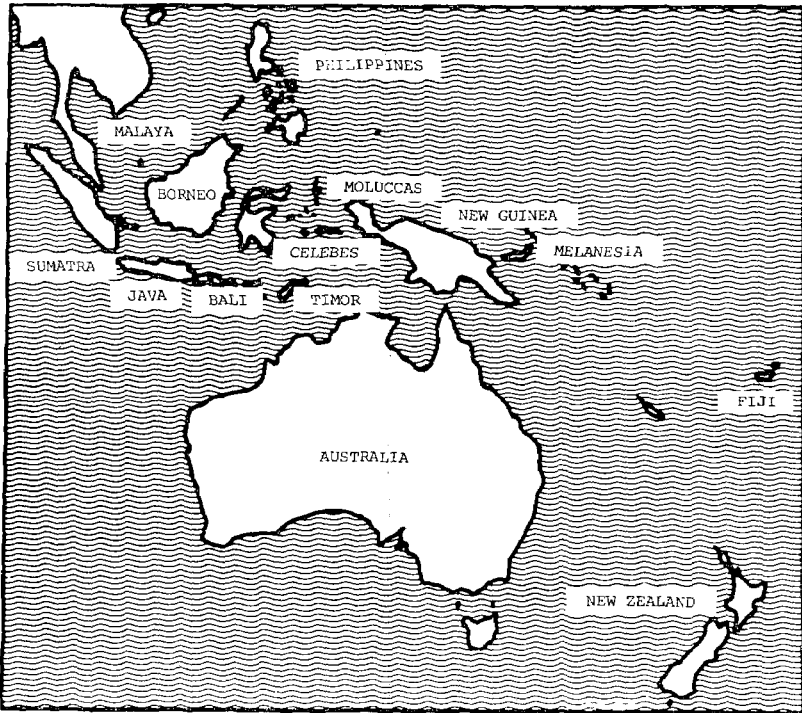 PHILIPPINES
MALAYA
BORNEO
MOLUCCAS
NEW GUINEA
CELEBES
MELANESIA
SUMATRA
JAVA
BALI
TIMOR
FIJI
AUSTRALIA
NEW ZEALAND